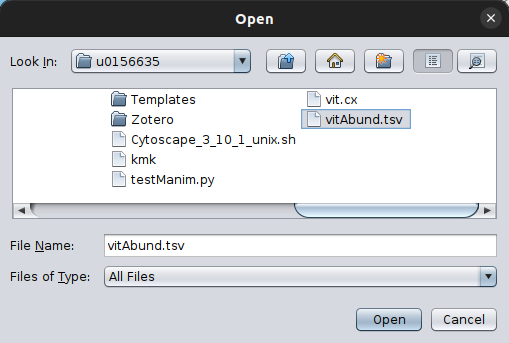 Open
Look In: u0156635
Templates
Zotero
Cytoscape_3_10_1_unix.sh
kmk
testManim.py
vit.cx
vitAbund.tsv
File Name: vitAbund.tsv
Files of Type: All Files
Open Cancel